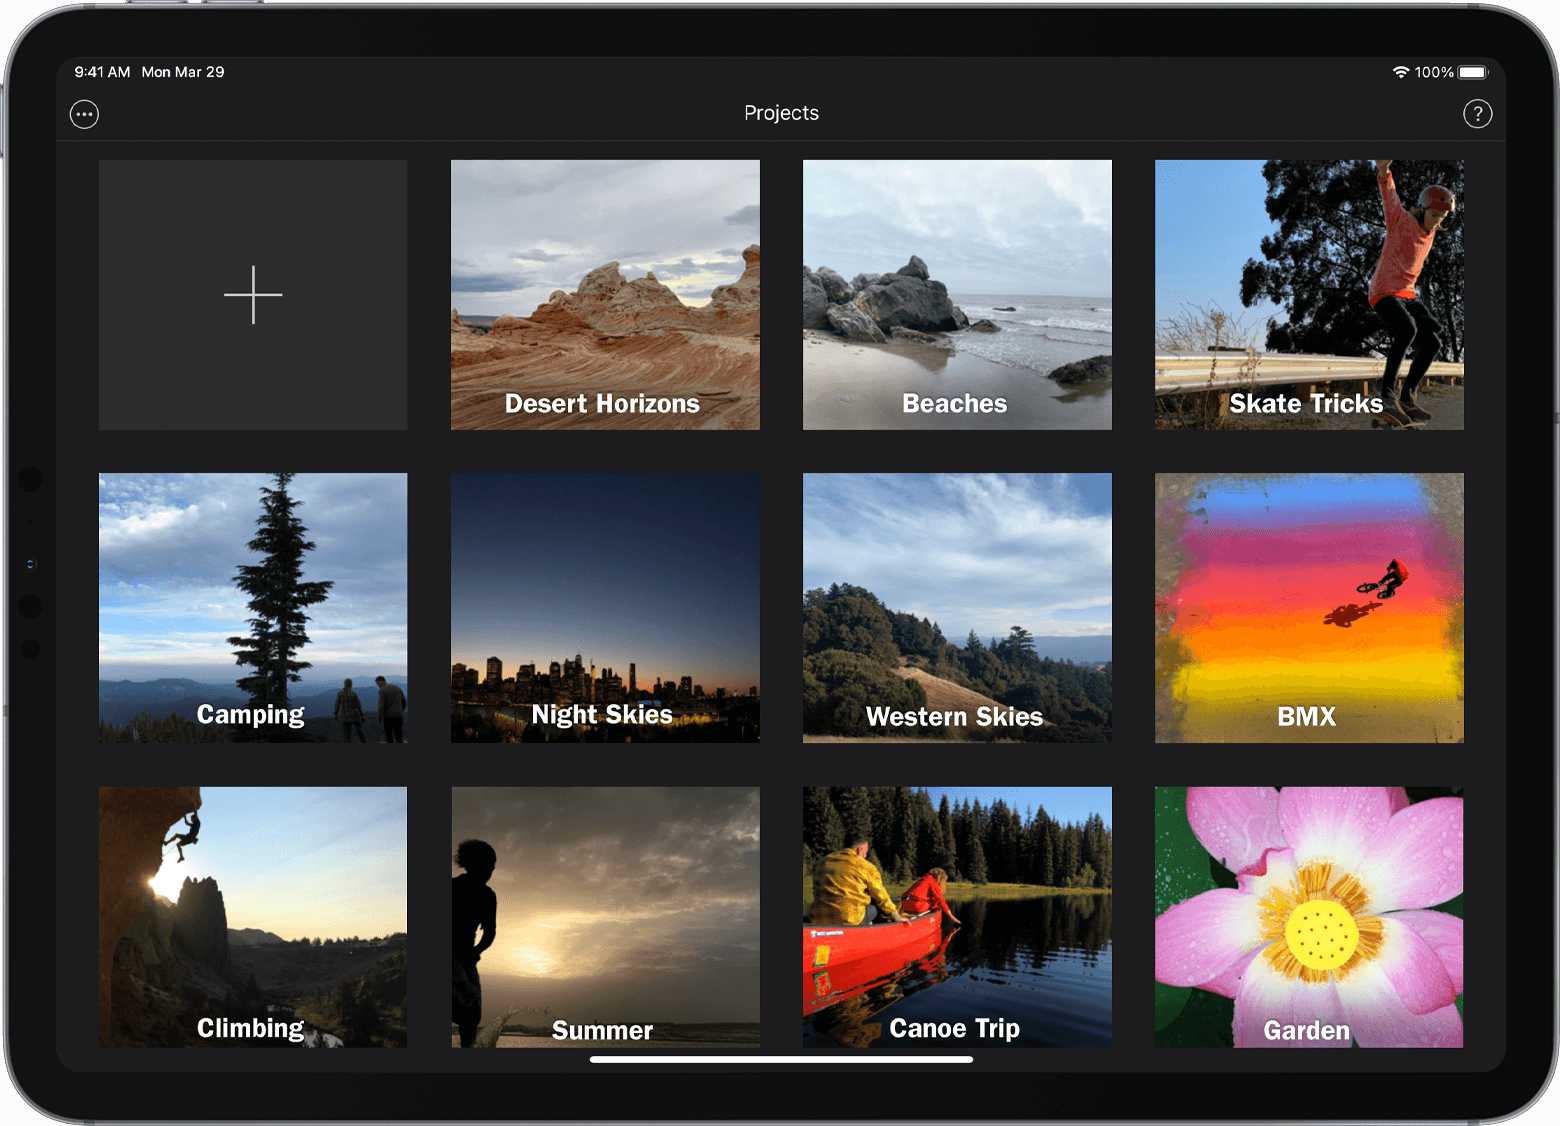 9:41 AM Mon Mar 29
100%
Projects
?
Desert Horizons
Beaches
Skate Tricks
Camping
Night Skies
Western Skies
BMX
Climbing
Summer
Canoe Trip
Garden